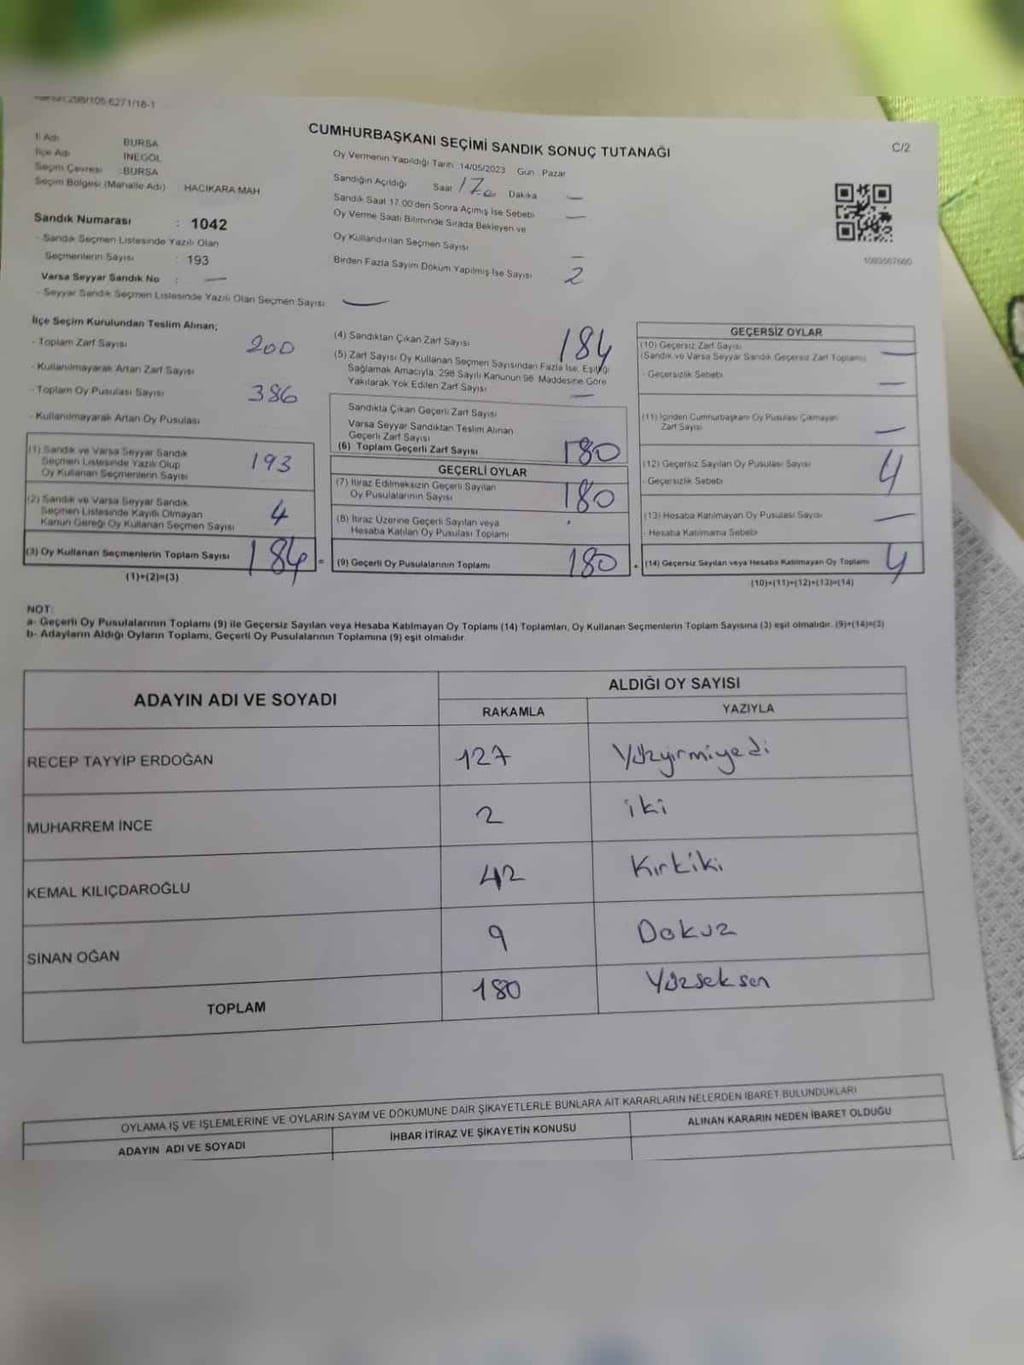 CUMHURBAŞKANI SEÇİMİ SANDIK SONUÇ TUTANAĞI
C/2
İl Adı BURSA
İlçe Adı İNEGÖL
Seçim Çevresi : BURSA
Seçim Bölgesi (Mahalle Adı) HACIKARA MAH
Sandık Numarası : 1042
- Sandık Seçmen Listesinde Yazılı Olan
Seçmenlerin Sayısı : 193
Varsa Seyyar Sandık No : —
- Seyyar Sandık Seçmen Listesinde Yazılı Olan Seçmen Sayısı —
Oy Vermenin Yapıldığı Tarih : 14/05/2023 Gün : Pazar
Sandığın Açıldığı Saat 17.00 Dakika —
Sandık Saat 17.00'den Sonra Açılmış İse Sebebi —
Oy Verme Saati Bitiminde Sırada Bekleyen ve
Oy Kullandırılan Seçmen Sayısı —
Birden Fazla Sayım Döküm Yapılmış İse Sayısı 2
İlçe Seçim Kurulundan Teslim Alınan;
- Toplam Zarf Sayısı 200
- Kullanılmayarak Artan Zarf Sayısı
- Toplam Oy Pusulası Sayısı 386
- Kullanılmayarak Artan Oy Pusulası
(1) Sandık ve Varsa Seyyar Sandık
Seçmen Listesinde Yazılı Olup
Oy Kullanan Seçmenlerin Sayısı 193
(2) Sandık ve Varsa Seyyar Sandık
Seçmen Listesinde Kayıtlı Olmayan
Kanun Gereği Oy Kullanan Seçmen Sayısı 4
(3) Oy Kullanan Seçmenlerin Toplam Sayısı 184 =
(1)+(2)=(3)
(4) Sandıktan Çıkan Zarf Sayısı 184
(5) Zarf Sayısı Oy Kullanan Seçmen Sayısından Fazla İse, Eşitliği
Sağlamak Amacıyla, 298 Sayılı Kanunun 98. Maddesine Göre
Yakılarak Yok Edilen Zarf Sayısı —
Sandıkta Çıkan Geçerli Zarf Sayısı
Varsa Seyyar Sandıktan Teslim Alınan
Geçerli Zarf Sayısı
(6) Toplam Geçerli Zarf Sayısı 180
GEÇERLİ OYLAR
(7) İtiraz Edilmeksizin Geçerli Sayılan
Oy Pusulalarının Sayısı 180
(8) İtiraz Üzerine Geçerli Sayılan veya
Hesaba Katılan Oy Pusulası Toplamı
(9) Geçerli Oy Pusulalarının Toplamı 180 +
GEÇERSİZ OYLAR
(10) Geçersiz Zarf Sayısı
(Sandık ve Varsa Seyyar Sandık Geçersiz Zarf Toplamı) —
- Geçersizlik Sebebi —
(11) İçinden Cumhurbaşkanı Oy Pusulası Çıkmayan
Zarf Sayısı —
(12) Geçersiz Sayılan Oy Pusulası Sayısı 4
- Geçersizlik Sebebi
(13) Hesaba Katılmayan Oy Pusulası Sayısı —
- Hesaba Katılmama Sebebi
(14) Geçersiz Sayılan veya Hesaba Katılmayan Oy Toplamı 4
(10)+(11)+(12)+(13)=(14)
NOT:
a- Geçerli Oy Pusulalarının Toplamı (9) ile Geçersiz Sayılan veya Hesaba Katılmayan Oy Toplamı (14) Toplamları, Oy Kullanan Seçmenlerin Toplam Sayısına (3) eşit olmalıdır. (9)+(14)=(3)
b- Adayların Aldığı Oyların Toplamı, Geçerli Oy Pusulalarının Toplamına (9) eşit olmalıdır.
ADAYIN ADI VE SOYADI
ALDIĞI OY SAYISI
RAKAMLA YAZIYLA
RECEP TAYYİP ERDOĞAN 127 Yüzyirmiyedi
MUHARREM İNCE 2 iki
KEMAL KILIÇDAROĞLU 42 Kırkiki
SİNAN OĞAN 9 Dokuz
TOPLAM 180 Yüzseksen
OYLAMA İŞ VE İŞLEMLERİNE VE OYLARIN SAYIM VE DÖKÜMÜNE DAİR ŞİKAYETLERLE BUNLARA AİT KARARLARIN NELERDEN İBARET BULUNDUKLARI
ADAYIN ADI VE SOYADI İHBAR İTİRAZ VE ŞİKAYETİN KONUSU ALINAN KARARIN NEDEN İBARET OLDUĞU